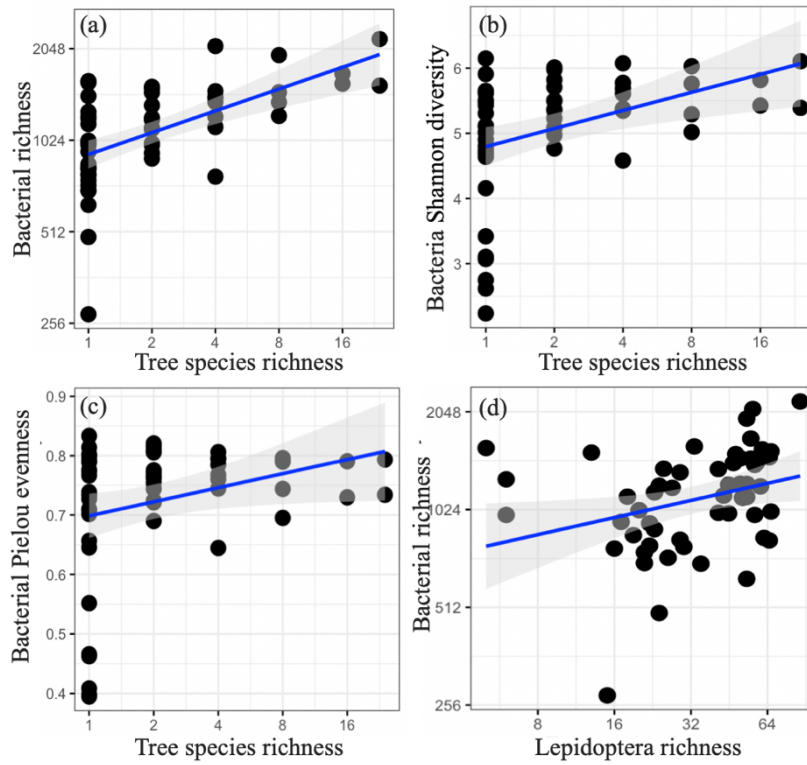 (a)
Bacterial richness
2048
1024
512
256
1 2 4 8 16
Tree species richness
(b)
Bacteria Shannon diversity
6
5
4
3
1 2 4 8 16
Tree species richness
(c)
Bacterial Pielou evenness
0.9
0.8
0.7
0.6
0.5
0.4
1 2 4 8 16
Tree species richness
(d)
Bacterial richness
2048
1024
512
256
8 16 32 64
Lepidoptera richness